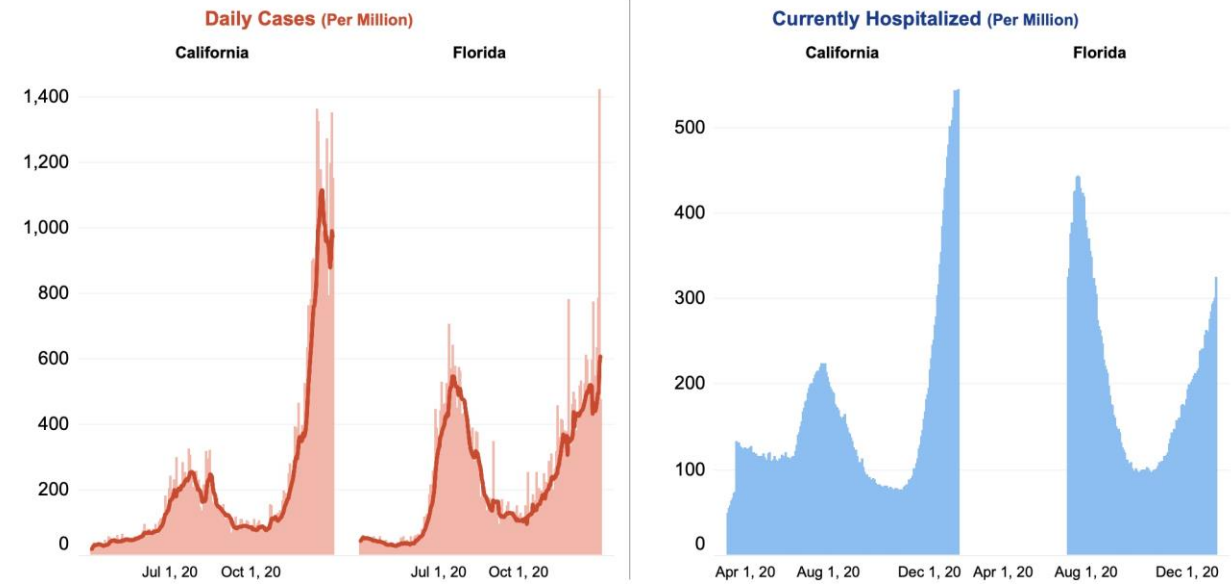 Daily Cases (Per Million)
California
Florida
1,400
1,200
1,000
800
600
400
200
0
Jul 1, 20
Oct 1, 20
Jul 1, 20
Oct 1, 20
Currently Hospitalized (Per Million)
California
Florida
500
400
300
200
100
0
Apr 1, 20
Aug 1, 20
Dec 1, 20
Apr 1, 20
Aug 1, 20
Dec 1, 20